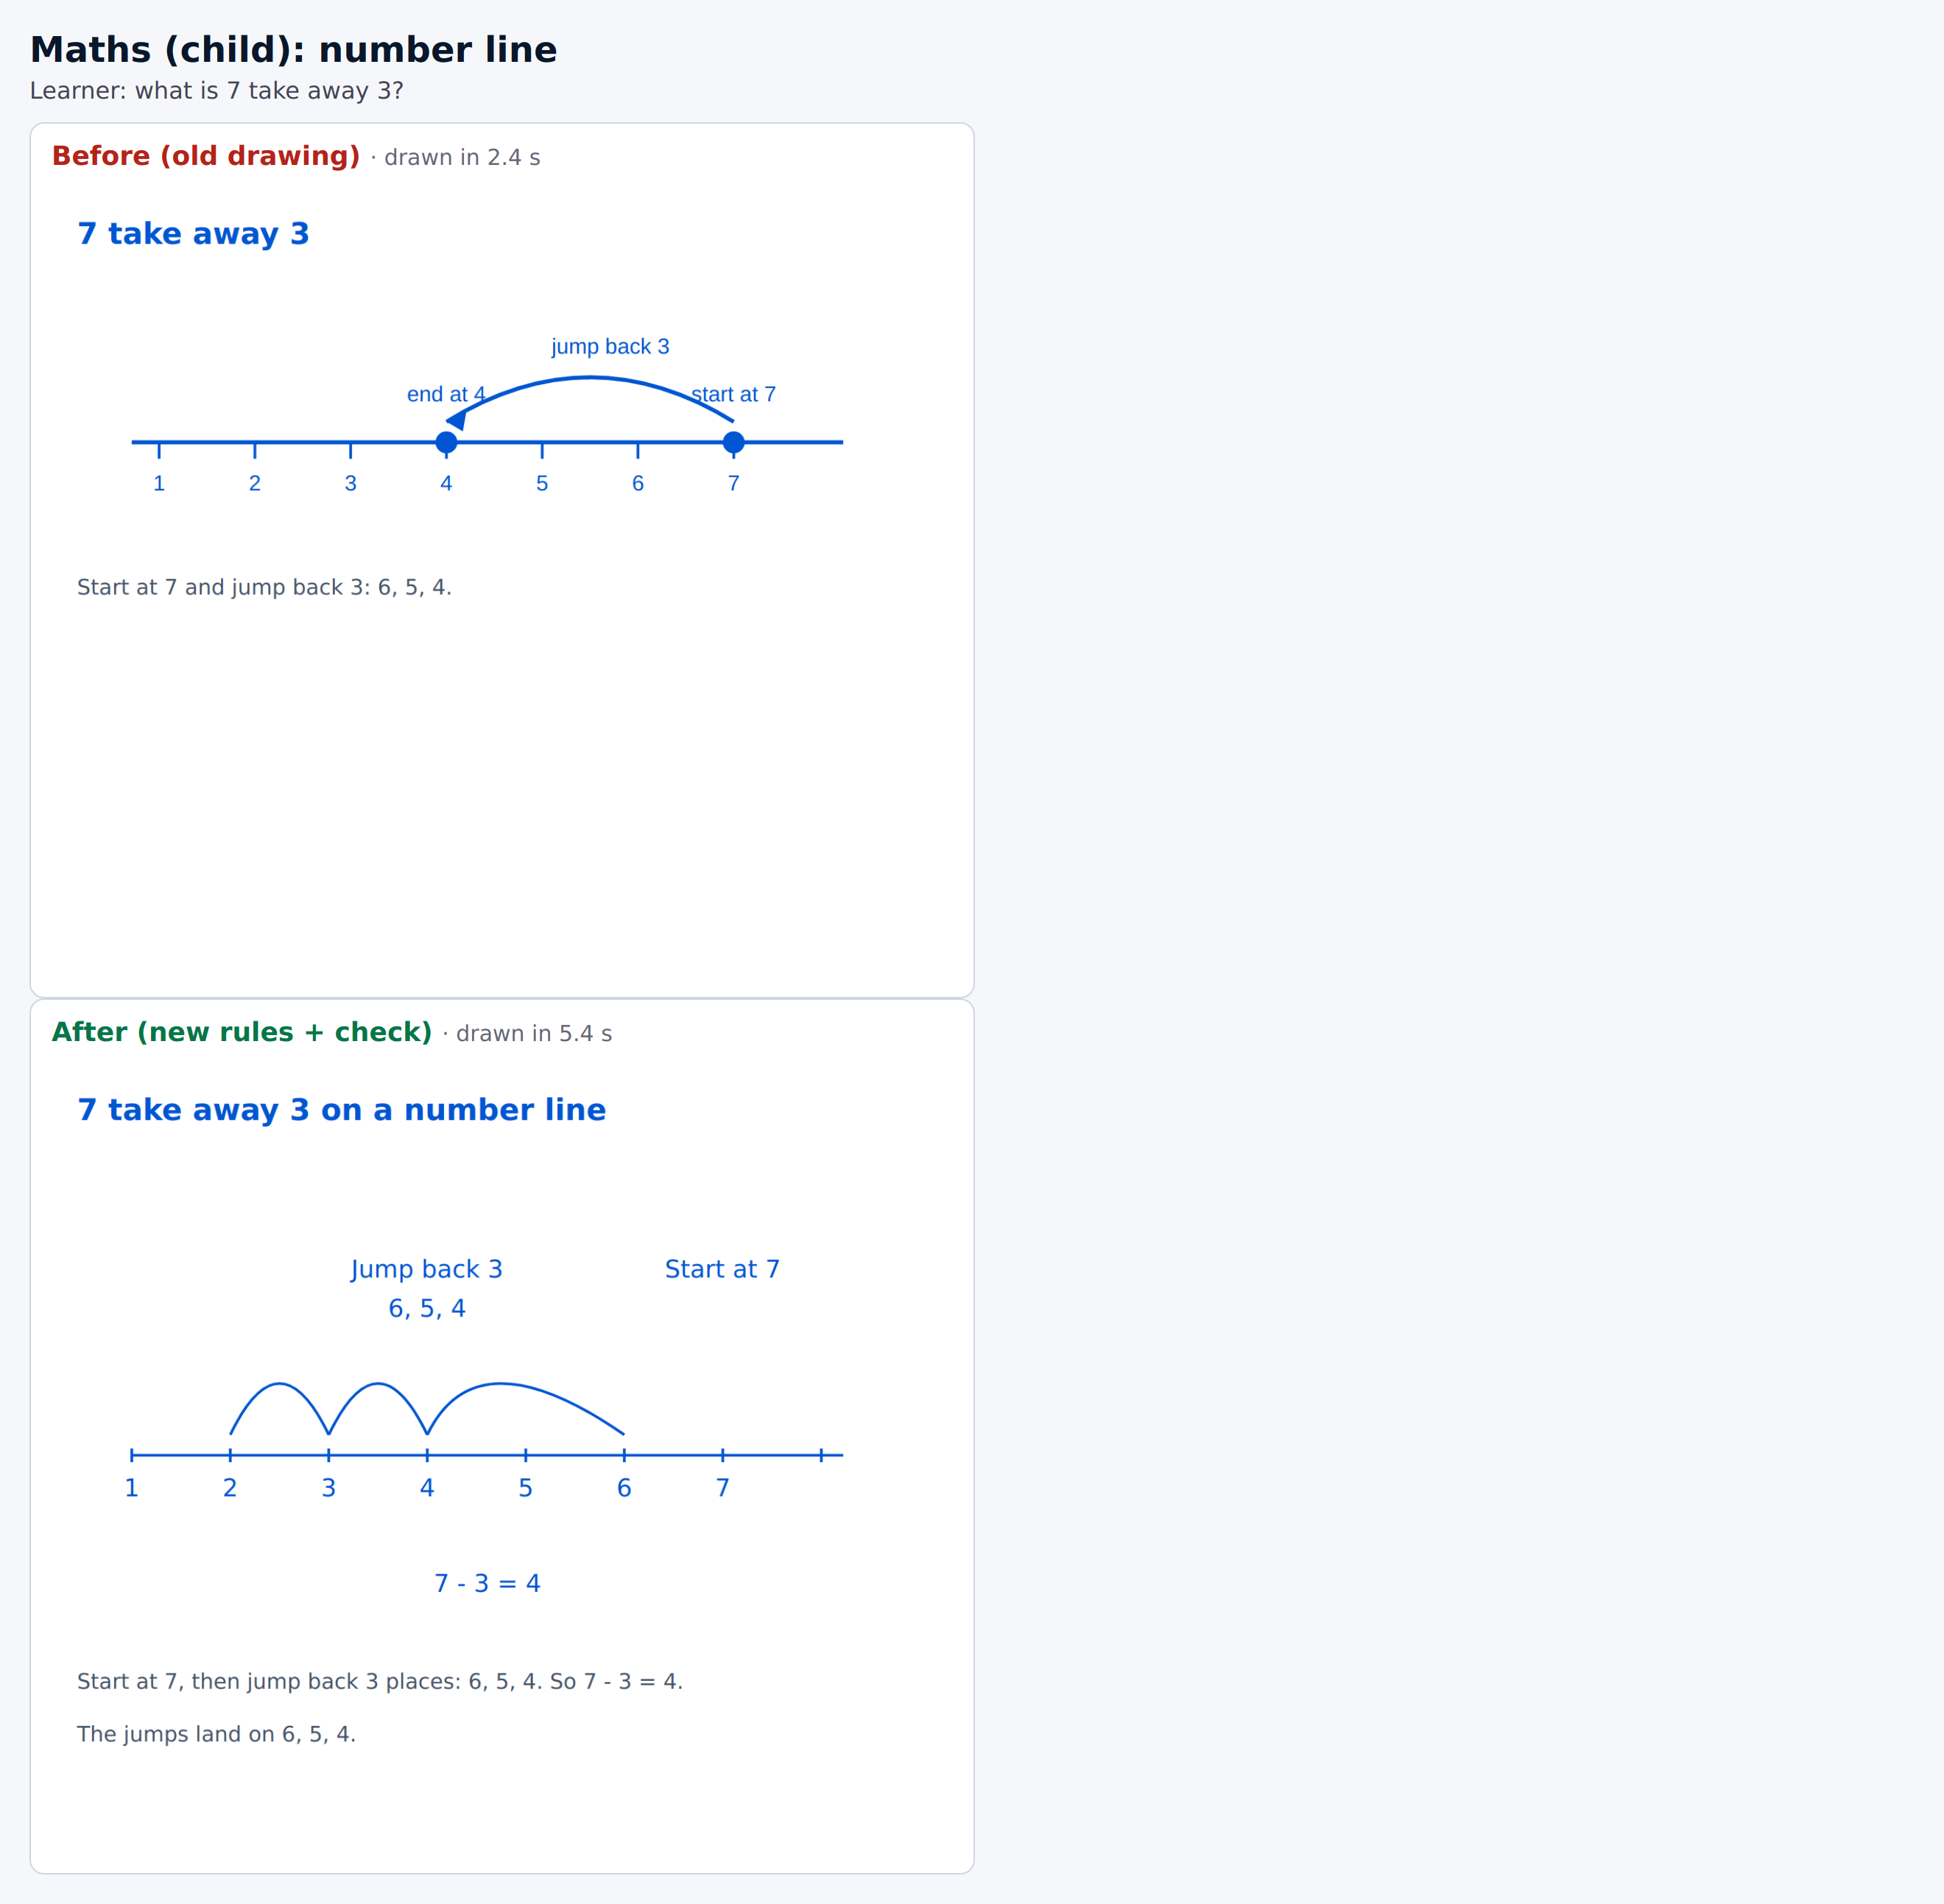 Maths (child): number line
Learner: what is 7 take away 3?
Before (old drawing) · drawn in 2.4 s
7 take away 3
jump back 3
end at 4 start at 7
1 2 3 4 5 6 7
Start at 7 and jump back 3: 6, 5, 4.
After (new rules + check) · drawn in 5.4 s
7 take away 3 on a number line
Jump back 3 Start at 7
6, 5, 4
1 2 3 4 5 6 7
7 - 3 = 4
Start at 7, then jump back 3 places: 6, 5, 4. So 7 - 3 = 4.
The jumps land on 6, 5, 4.